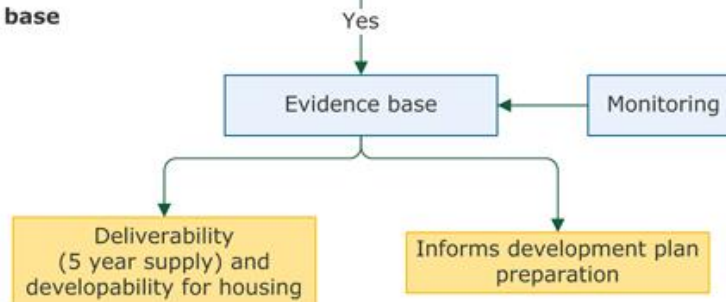 base
Yes
Evidence base
Monitoring
Deliverability
(5 year supply) and
developability for housing
Informs development plan
preparation